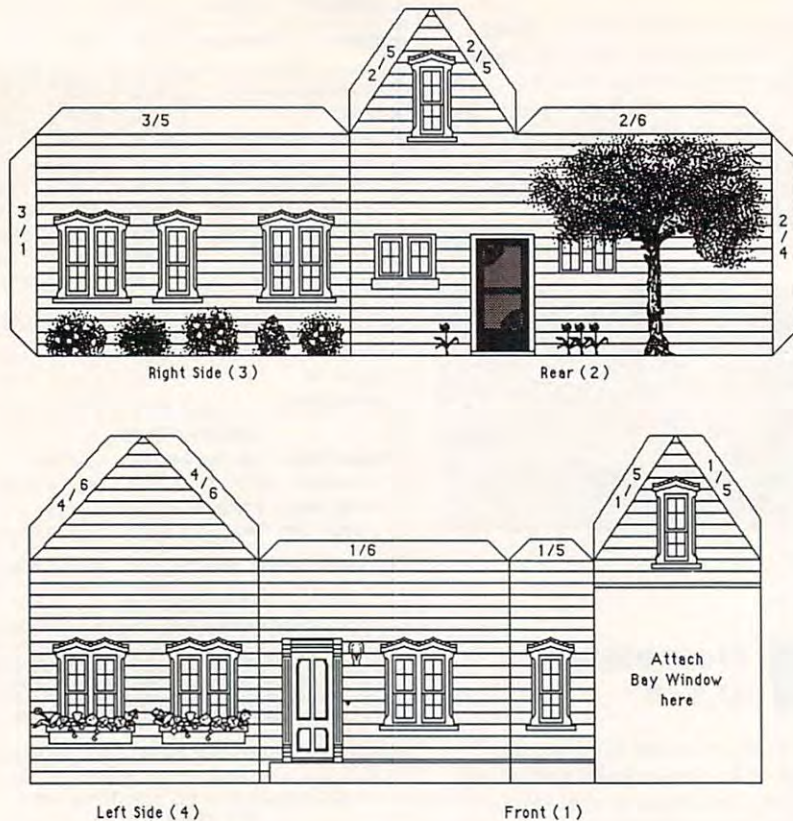 2/5
2/5
3/5
2/6
3/1
2/4
Right Side (3)
Rear (2)
4/6
4/6
1/6
1/5
1/5
1/5
Attach
Bay Window
here
Left Side (4)
Front (1)